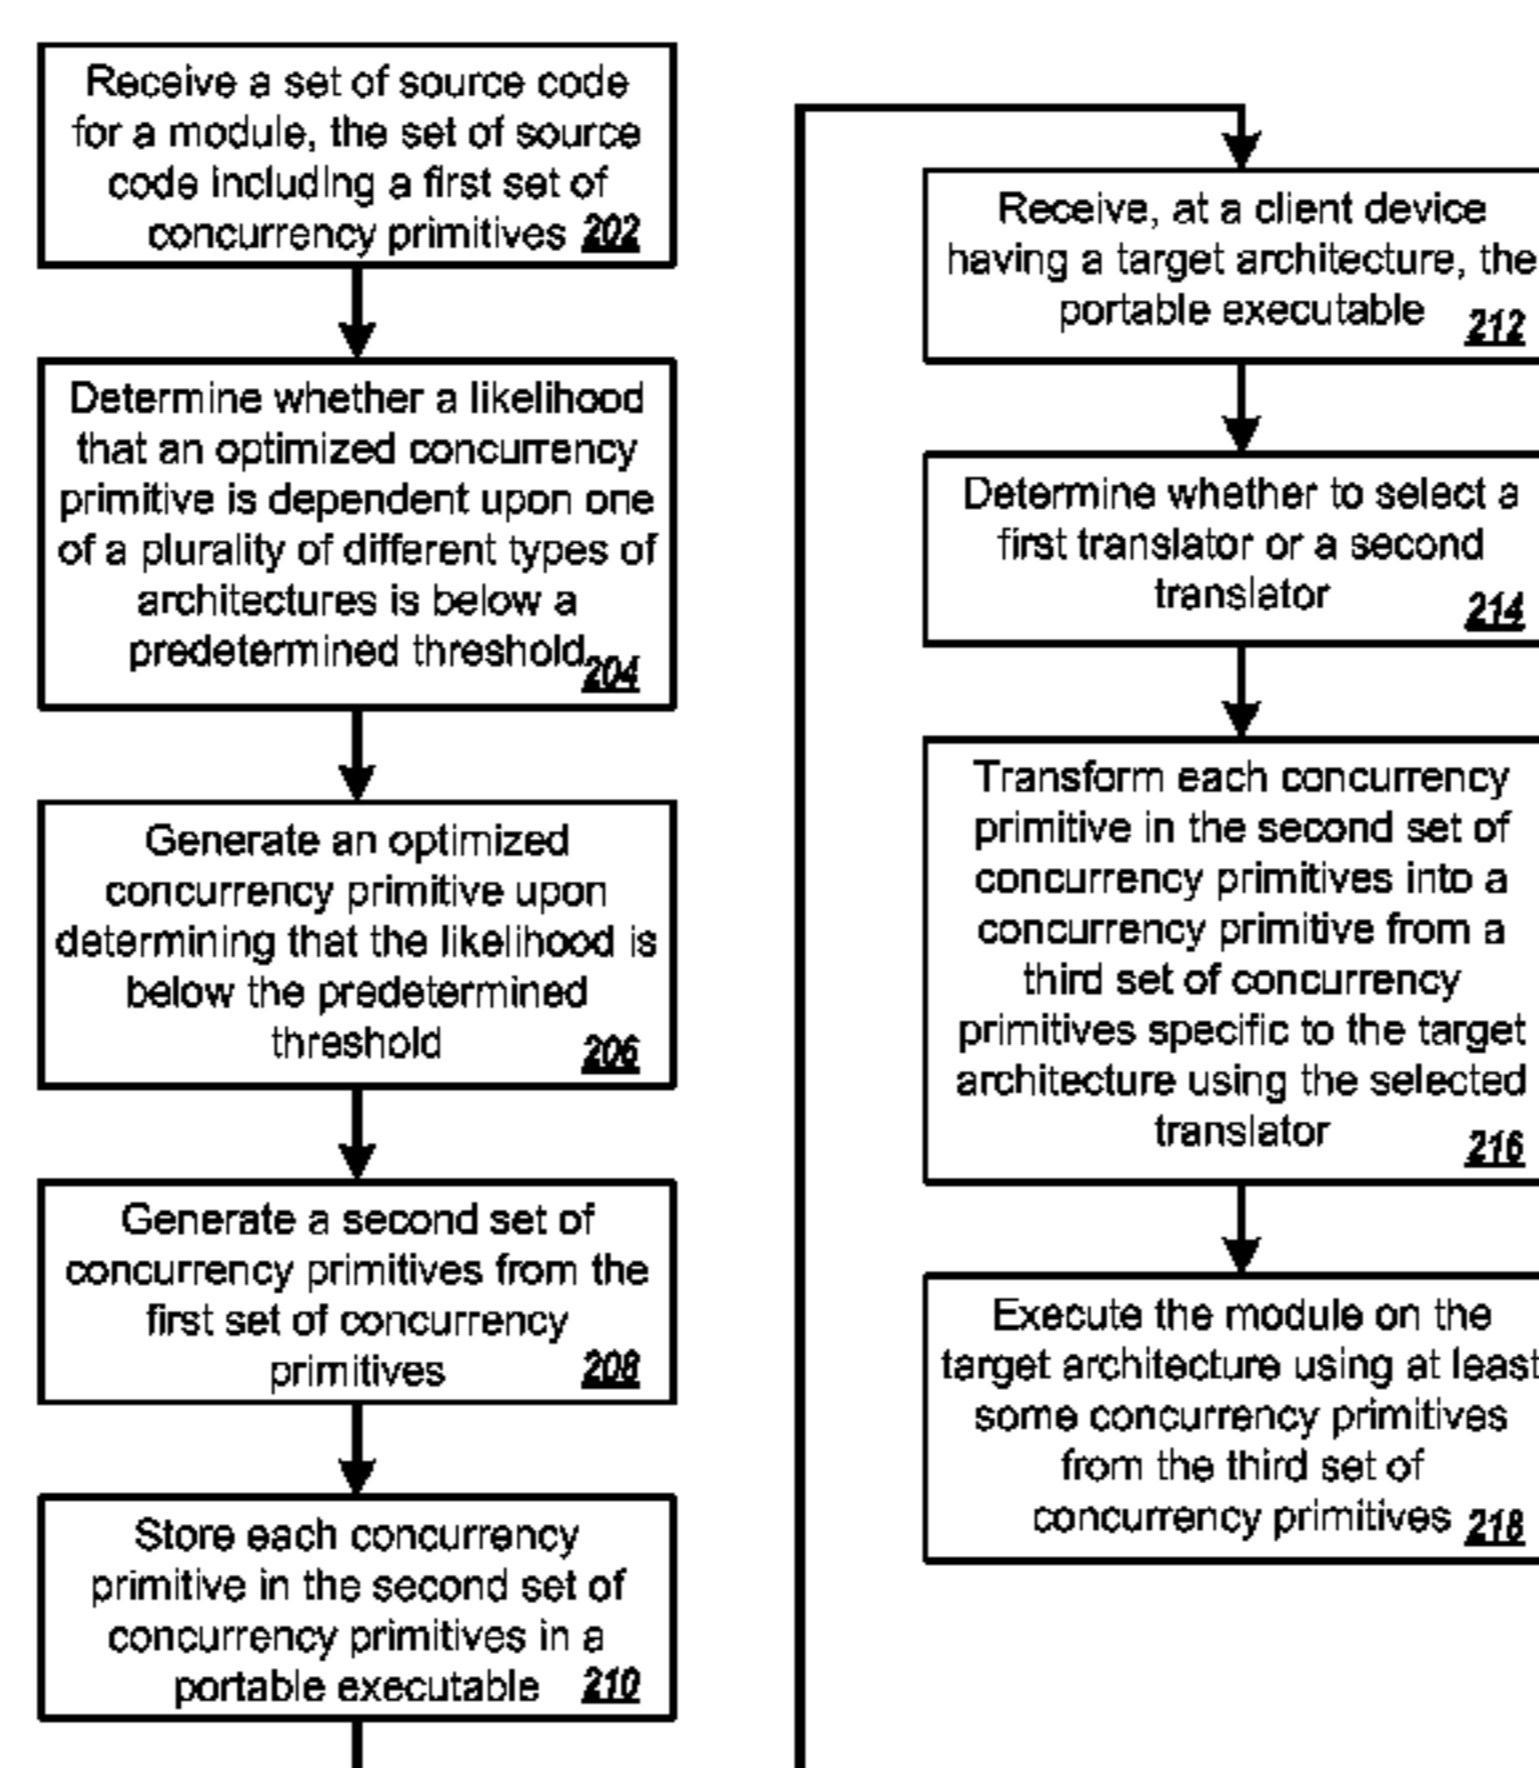 Receive a set of source code
for a module, the set of source
code including a first set of
concurrency primitives 202
Determine whether a likelihood
that an optimized concurrency
primitive is dependent upon one
of a plurality of different types of
architectures is below a
predetermined threshold 204
Generate an optimized
concurrency primitive upon
determining that the likelihood is
below the predetermined
threshold 206
Generate a second set of
concurrency primitives from the
first set of concurrency
primitives 208
Store each concurrency
primitive in the second set of
concurrency primitives in a
portable executable 210
Receive, at a client device
having a target architecture, the
portable executable 212
Determine whether to select a
first translator or a second
translator 214
Transform each concurrency
primitive in the second set of
concurrency primitives into a
concurrency primitive from a
third set of concurrency
primitives specific to the target
architecture using the selected
translator 216
Execute the module on the
target architecture using at least
some concurrency primitives
from the third set of
concurrency primitives 218